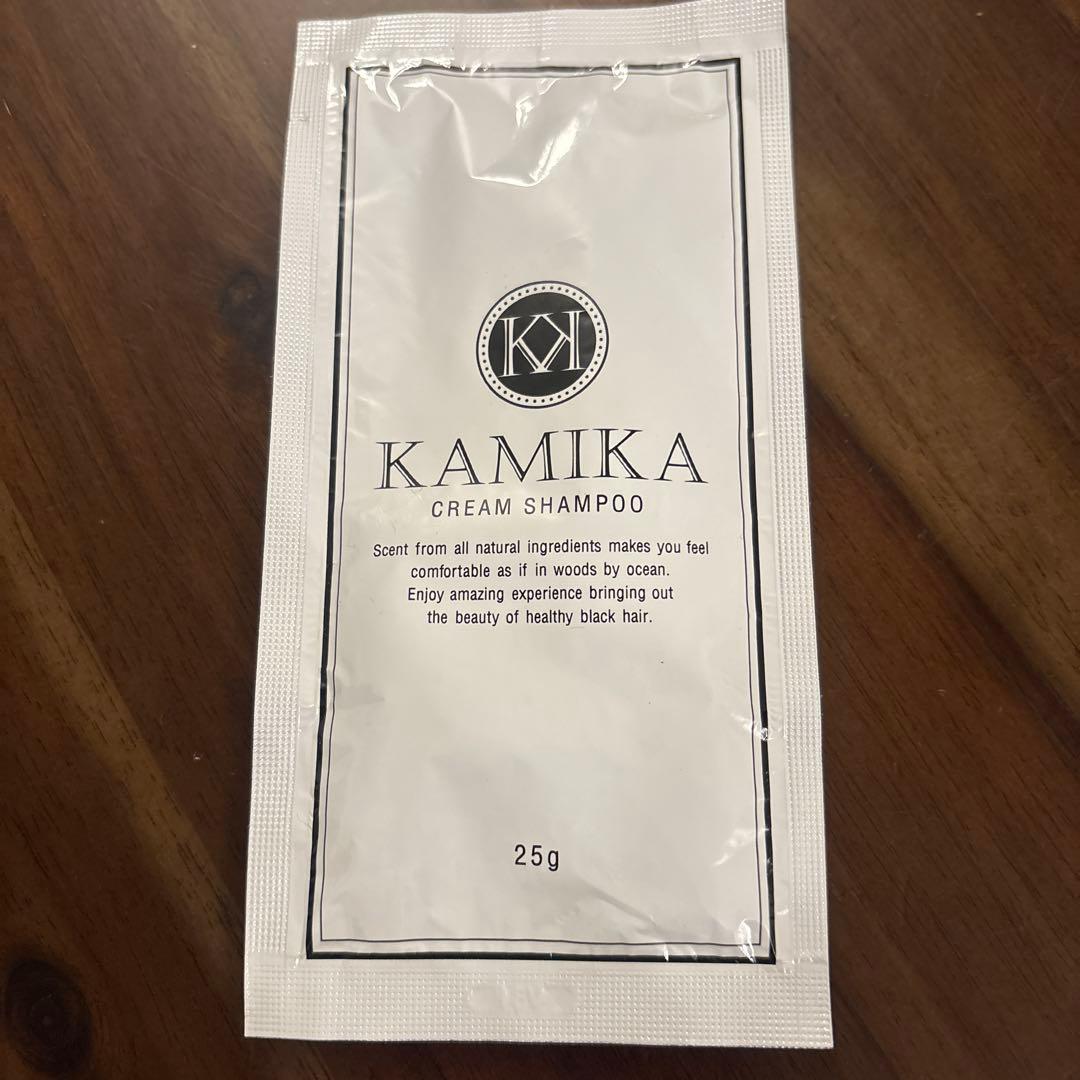 KK
KAMIKA
CREAM SHAMPOO
Scent from all natural ingredients makes you feel
comfortable as if in woods by ocean.
Enjoy amazing experience bringing out
the beauty of healthy black hair.
25g